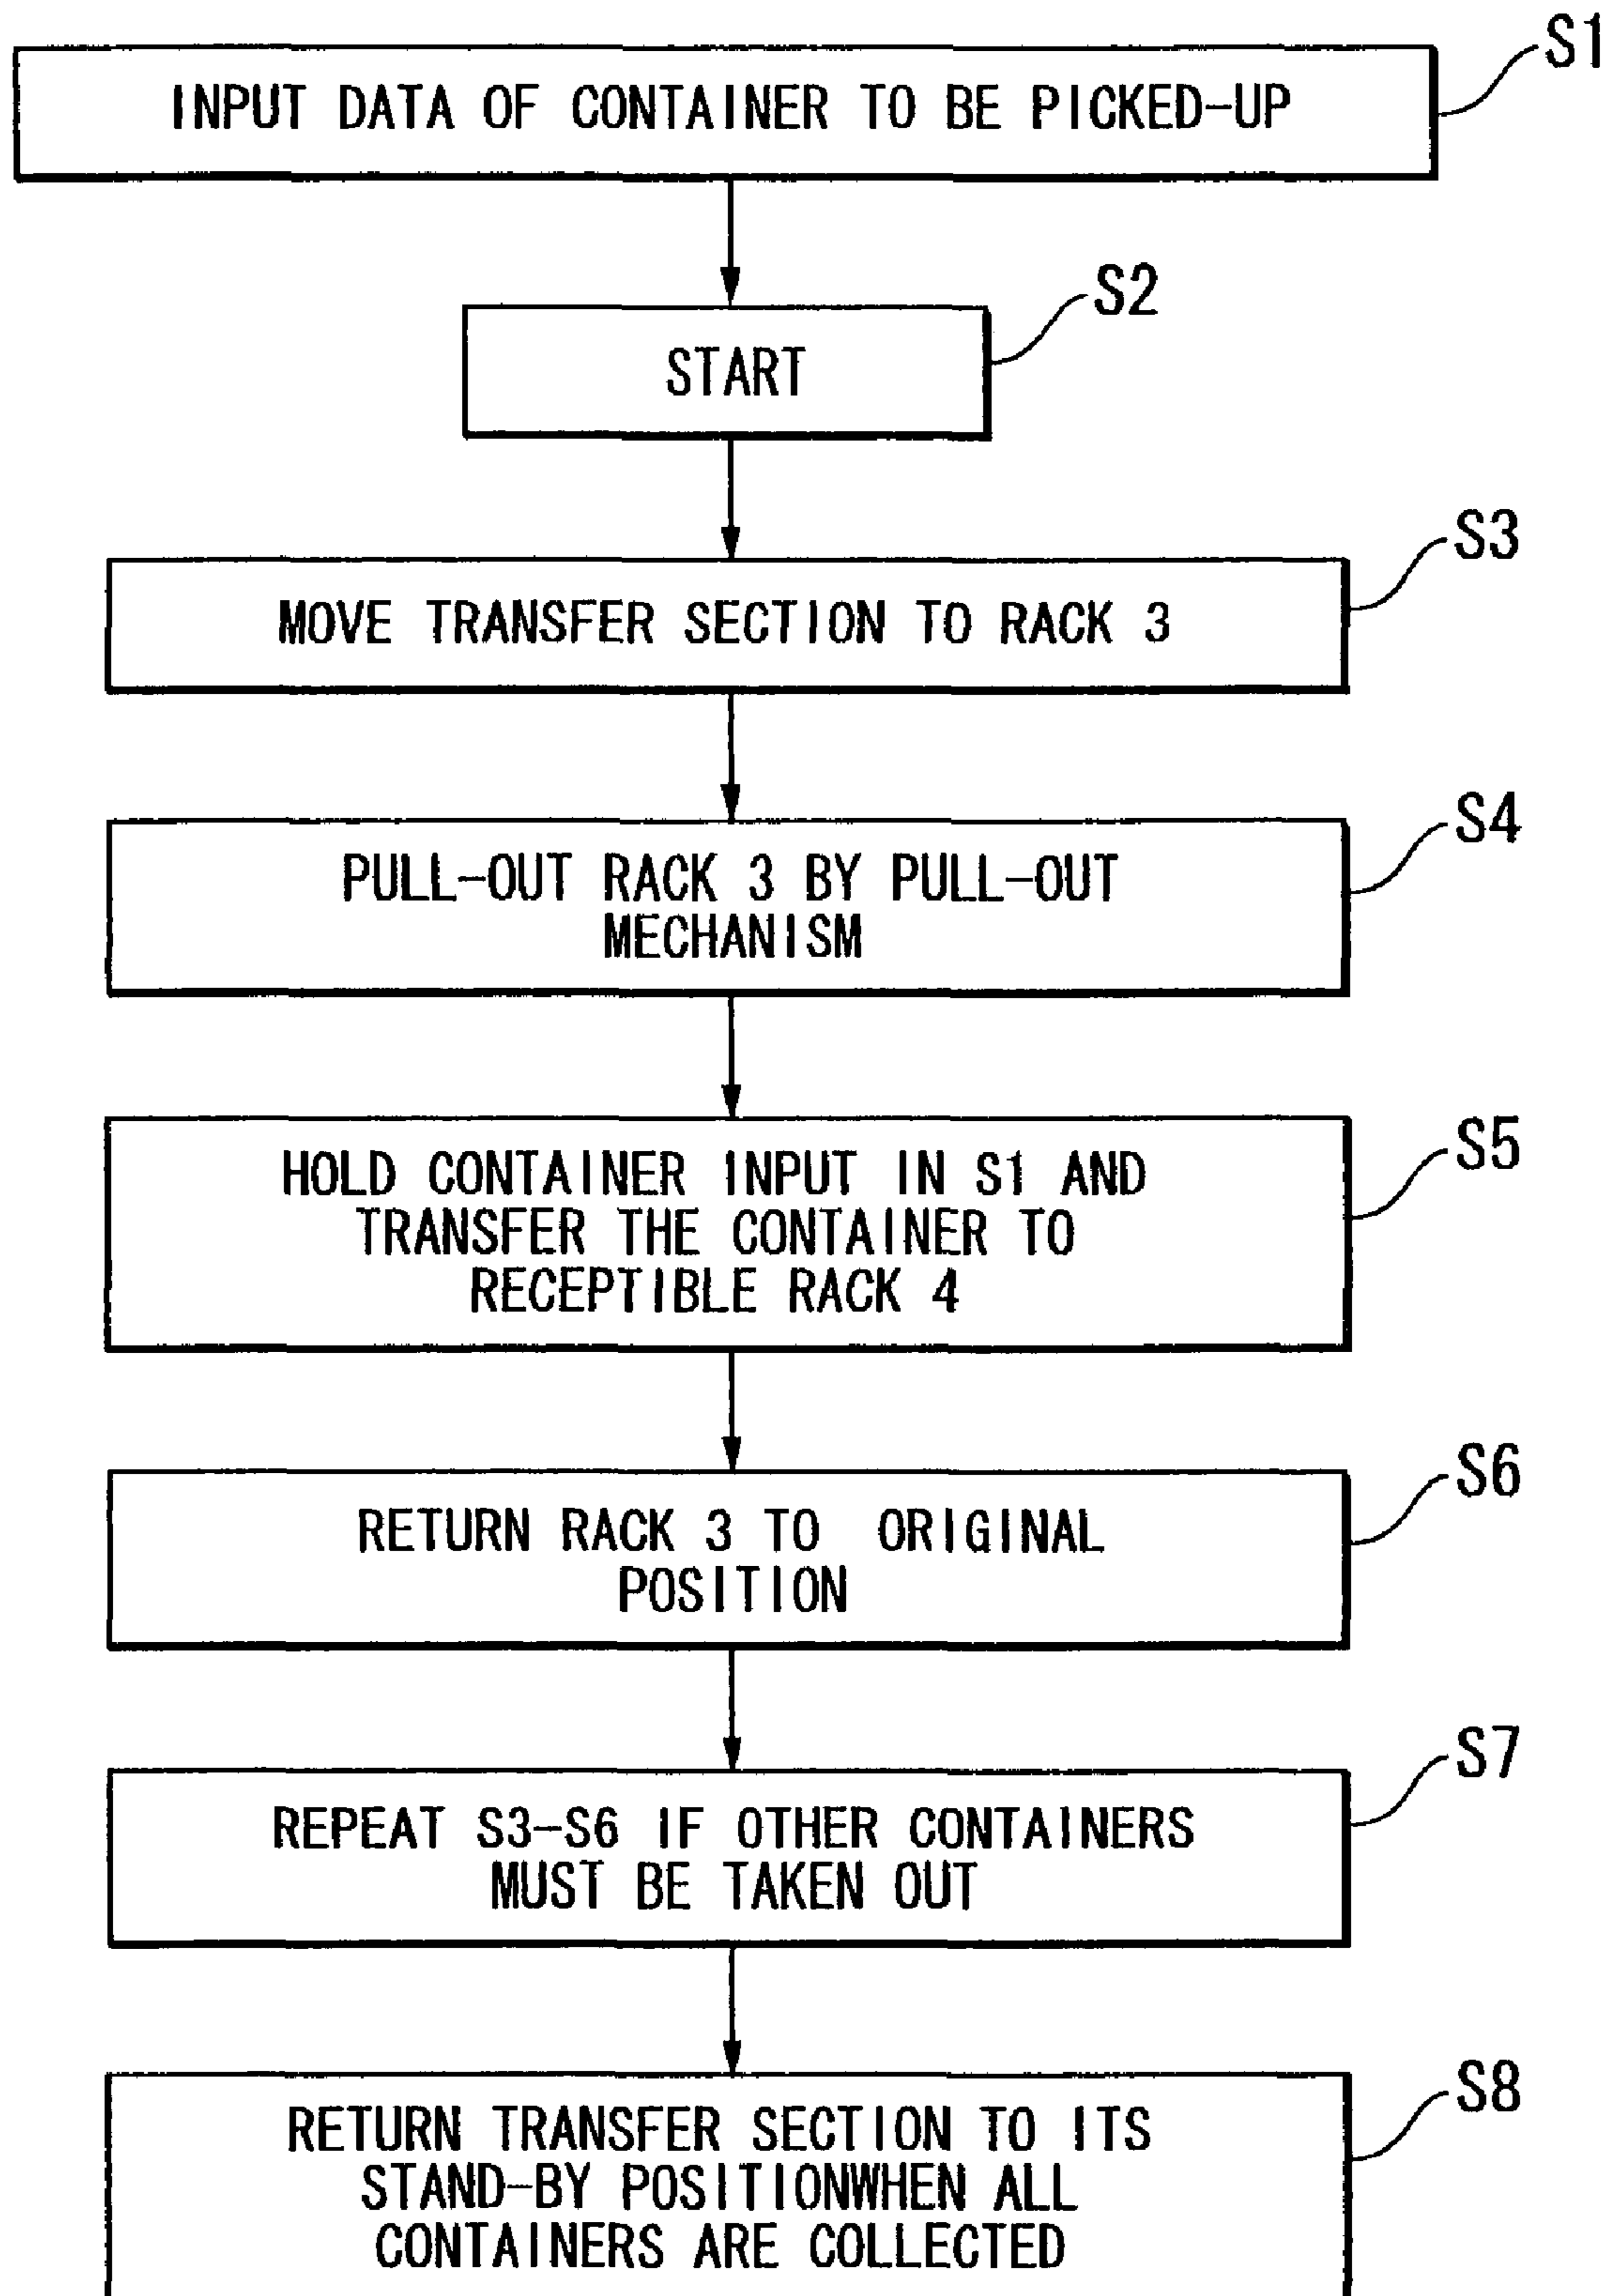 S1
INPUT DATA OF CONTAINER TO BE PICKED-UP
S2
START
S3
MOVE TRANSFER SECTION TO RACK 3
S4
PULL-OUT RACK 3 BY PULL-OUT
MECHANISM
S5
HOLD CONTAINER INPUT IN S1 AND
TRANSFER THE CONTAINER TO
RECEPTIBLE RACK 4
S6
RETURN RACK 3 TO ORIGINAL
POSITION
S7
REPEAT S3-S6 IF OTHER CONTAINERS
MUST BE TAKEN OUT
S8
RETURN TRANSFER SECTION TO ITS
STAND-BY POSITIONWHEN ALL
CONTAINERS ARE COLLECTED